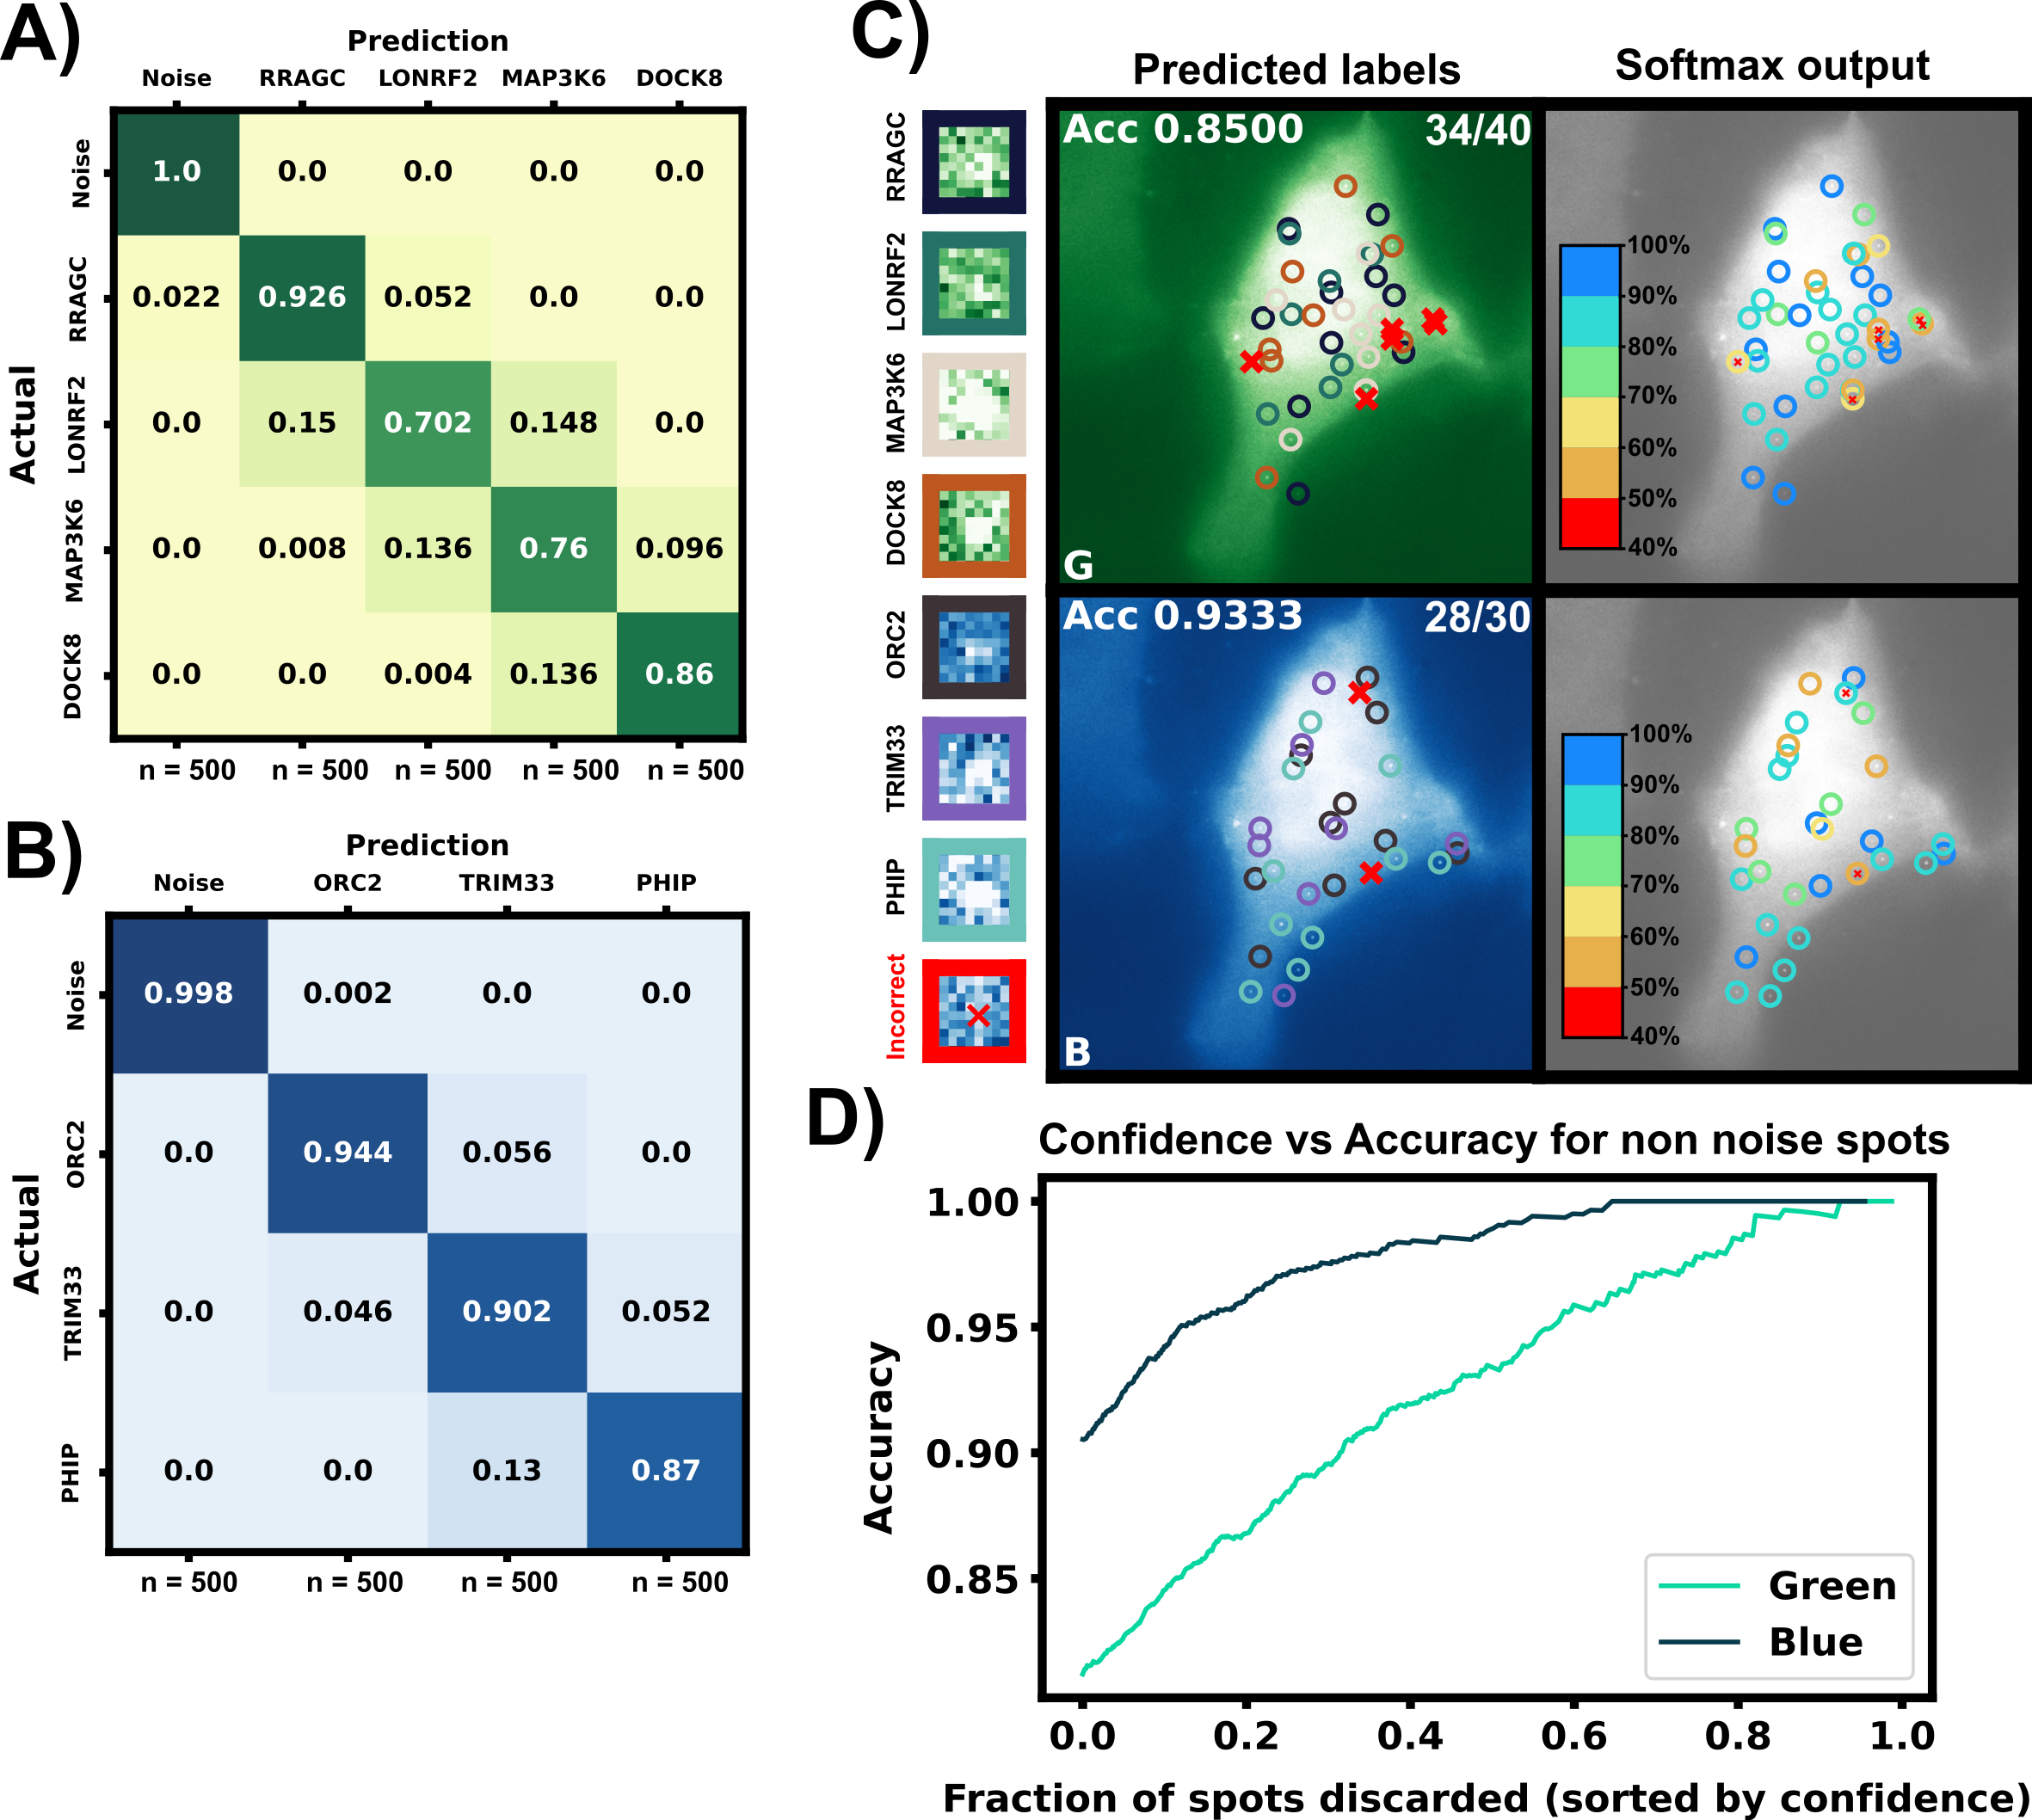 A)
Prediction
Noise RRAGC LONRF2 MAP3K6 DOCK8
Actual
Noise 1.0 0.0 0.0 0.0 0.0
RRAGC 0.022 0.926 0.052 0.0 0.0
LONRF2 0.0 0.15 0.702 0.148 0.0
MAP3K6 0.0 0.008 0.136 0.76 0.096
DOCK8 0.0 0.0 0.004 0.136 0.86
n = 500 n = 500 n = 500 n = 500 n = 500
B)
Prediction
Noise ORC2 TRIM33 PHIP
Actual
Noise 0.998 0.002 0.0 0.0
ORC2 0.0 0.944 0.056 0.0
TRIM33 0.0 0.046 0.902 0.052
PHIP 0.0 0.0 0.13 0.87
n = 500 n = 500 n = 500 n = 500
C)
Predicted labels
Softmax output
RRAGC
LONRF2
MAP3K6
DOCK8
ORC2
TRIM33
PHIP
Incorrect
Acc 0.8500 34/40
G
100%
90%
80%
70%
60%
50%
40%
Acc 0.9333 28/30
B
100%
90%
80%
70%
60%
50%
40%
D)
Confidence vs Accuracy for non noise spots
Accuracy
1.00
0.95
0.90
0.85
Green
Blue
0.0 0.2 0.4 0.6 0.8 1.0
Fraction of spots discarded (sorted by confidence)